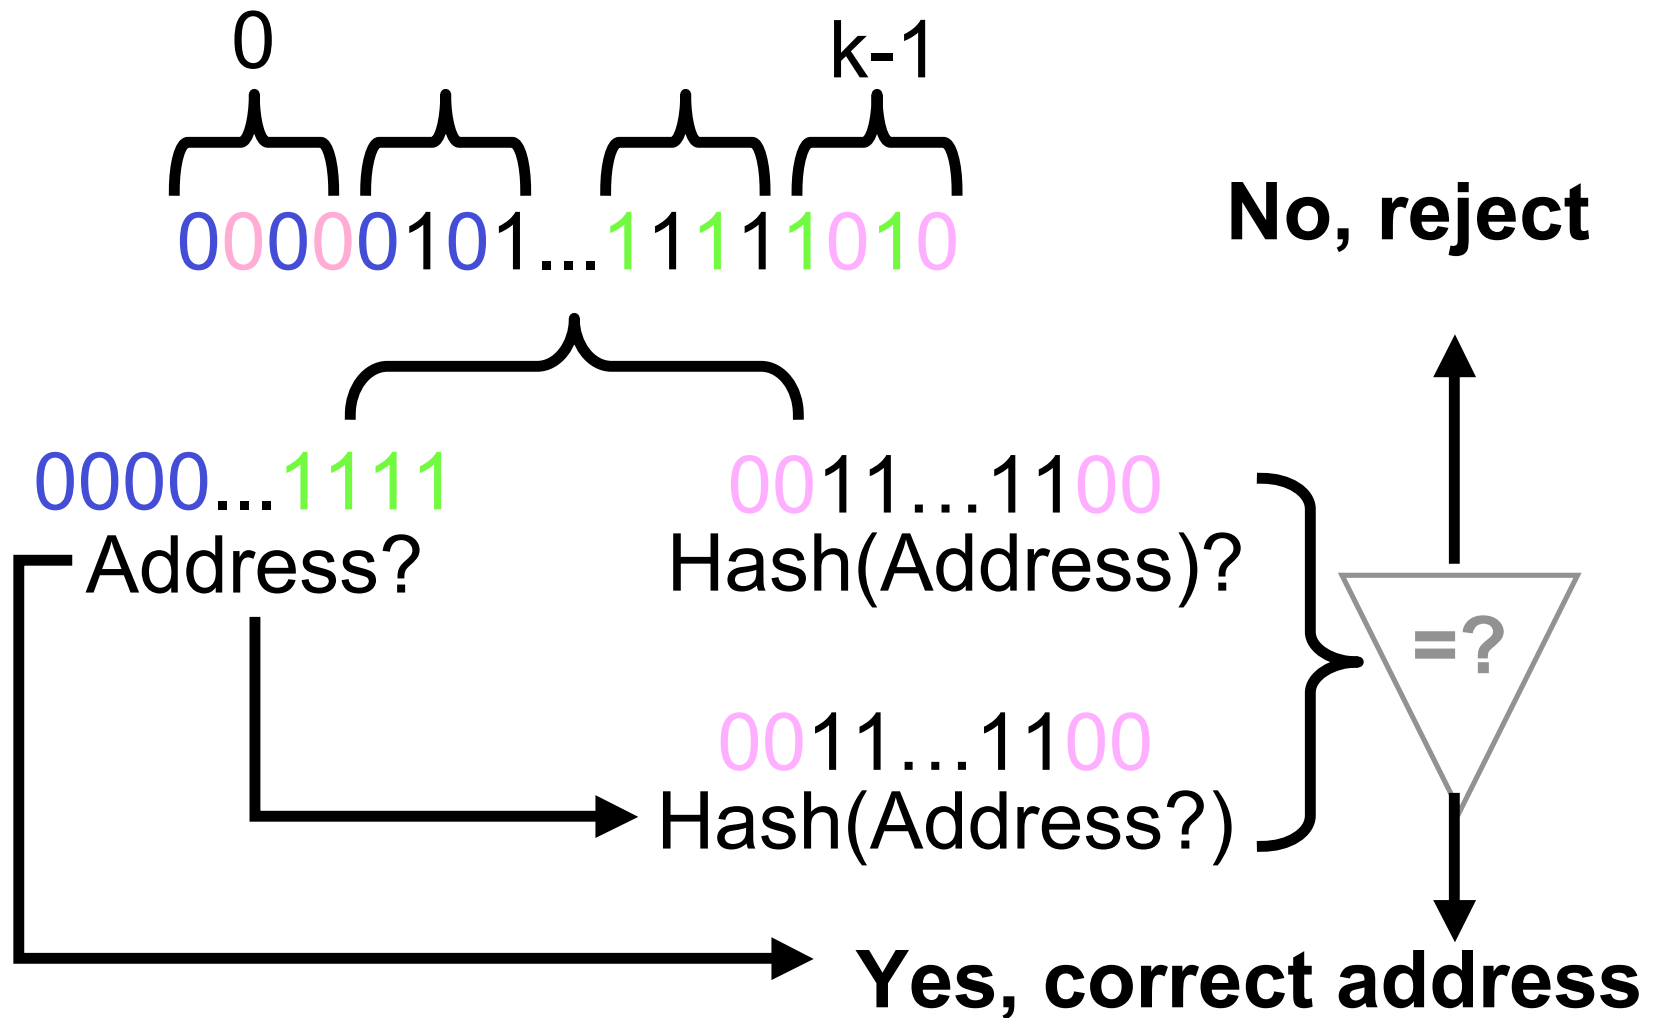 0 k-1
00000101...11111010
No, reject
0000...1111
0011...1100
Address?
Hash(Address)?
=?
0011...1100
Hash(Address?)
Yes, correct address